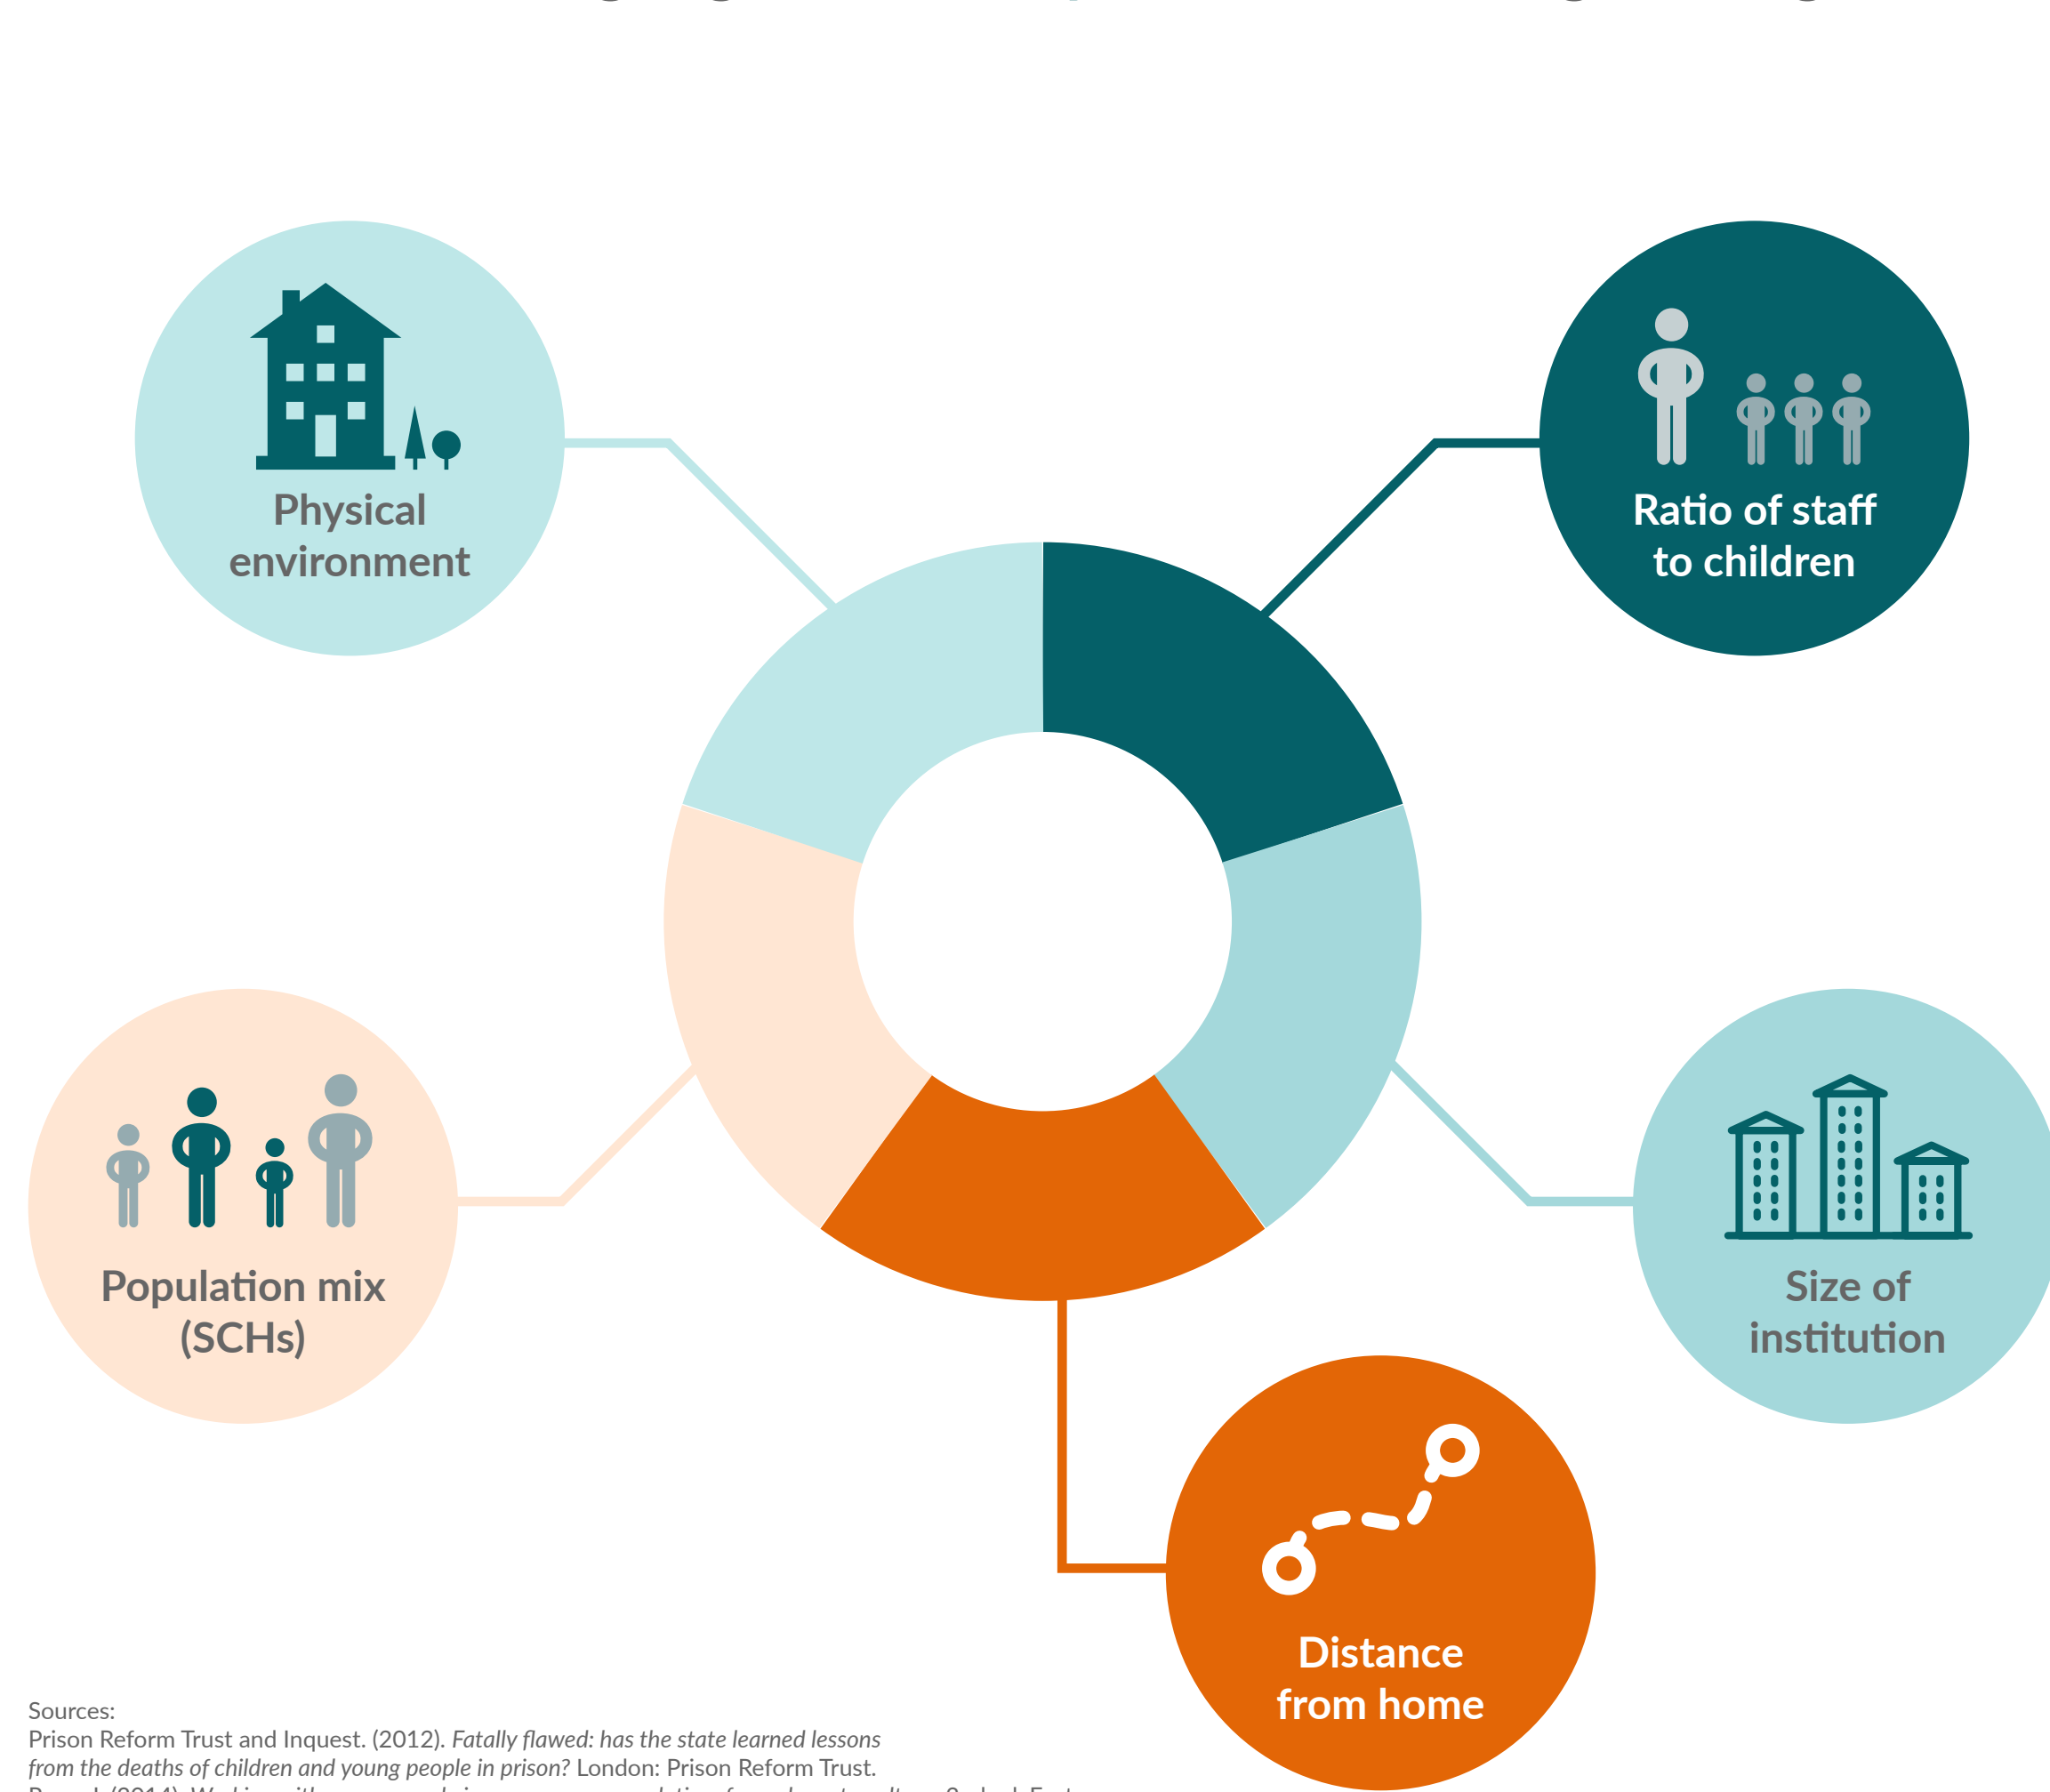 Physical
environment
Ratio of staff
to children
Population mix
(SCHs)
Size of
institution
Distance
from home
Sources:
Prison Reform Trust and Inquest. (2012). Fatally flawed: has the state learned lessons
from the deaths of children and young people in prison? London: Prison Reform Trust.